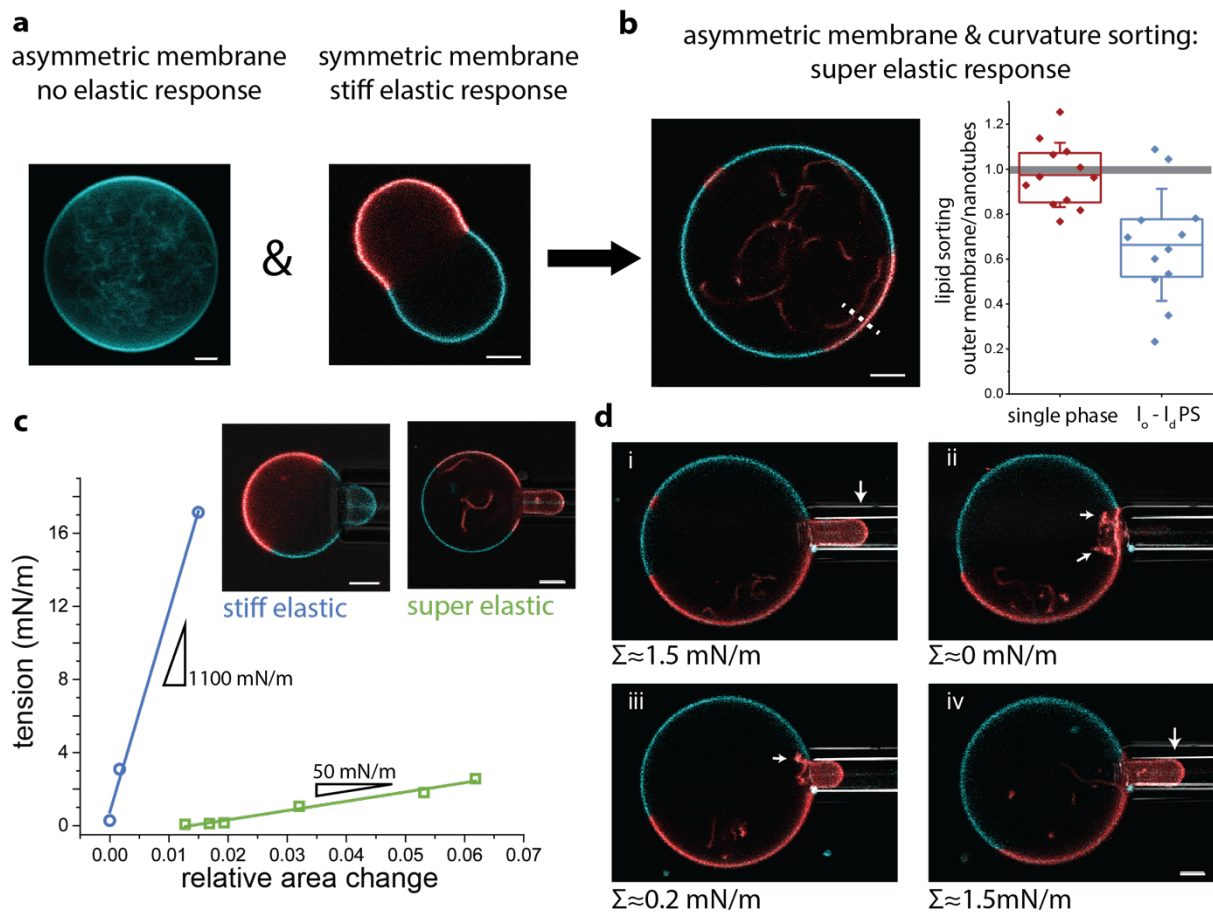 a
asymmetric membrane
no elastic response
symmetric membrane
stiff elastic response
&
b
asymmetric membrane & curvature sorting:
super elastic response
lipid sorting
outer membrane/nanotubes
1.2
1.0
0.8
0.6
0.4
0.2
0.0
single phase
lo - ld PS
c
tension (mN/m)
16
12
8
4
0
1100 mN/m
50 mN/m
stiff elastic
super elastic
0.00
0.01
0.02
0.03
0.04
0.05
0.06
0.07
relative area change
d
i
Σ≈1.5 mN/m
ii
Σ≈0 mN/m
iii
Σ≈0.2 mN/m
iv
Σ≈1.5mN/m